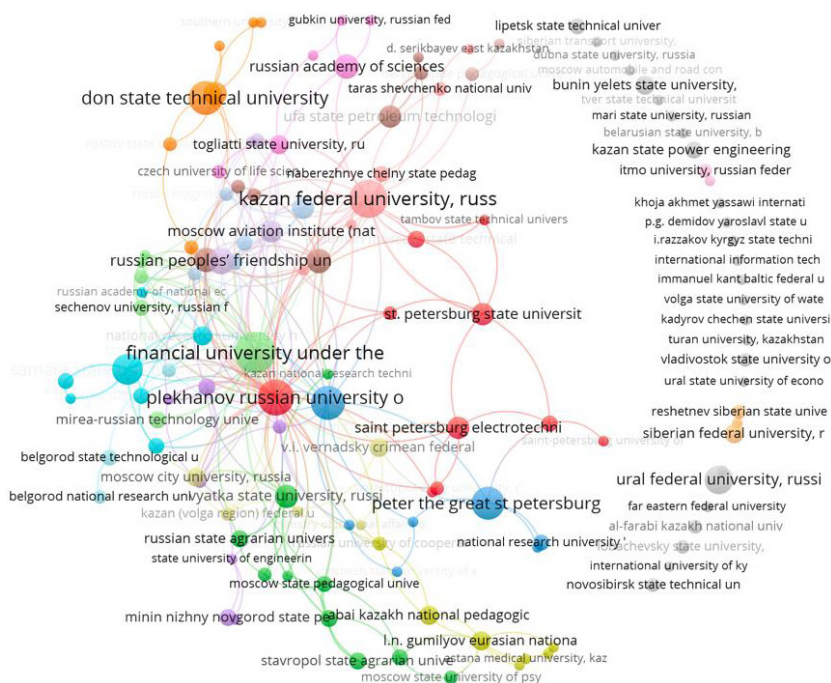 gubkin university, russian fed
lipetsk state technical univer
siberian transport university,
d. serikbayev east kazakhstan
dubna state university, russia
russian academy of sciences
moscow automobile and road con
taras shevchenko national univ
bunin yelets state university,
don state technical university
tver state technical universit
ufa state petroleum technologi
mari state university, russian
belarusian state university, b
togliatti state university, ru
kazan state power engineering
czech university of life scien
naberezhnye chelny state pedag
itmo university, russian feder
kazan federal university, russ
khoja akhmet yassawi internati
tambov state technical univers
p.g. demidov yaroslavl state u
moscow aviation institute (nat
i.razzakov kyrgyz state techni
russian peoples' friendship un
international information tech
immanuel kant baltic federal u
russian academy of national ec
sechenov university, russian f
volga state university of wate
st. petersburg state universit
kadyrov chechen state universi
turan university, kazakhstan
financial university under the
vladivostok state university o
kazan national research techni
ural state university of econo
plekhanov russian university o
reshetnev siberian state unive
mirea-russian technology unive
saint petersburg electrotechni
siberian federal university, r
saint-petersburg university of
v.i. vernadsky crimean federal
belgorod state technological u
moscow city university, russia
ural federal university, russi
belgorod national research univ
yatka state university, russi
peter the great st petersburg
kazan (volga region) federal u
far eastern federal university
al-farabi kazakh national univ
russian state agrarian univers
national research university '
lobachevsky state university,
state university of engineerin
international university of ky
moscow state pedagogical unive
novosibirsk state technical un
minin nizhny novgorod state pe
abai kazakh national pedagogic
l.n. gumilyov eurasian nationa
stavropol state agrarian unive
astana medical university, kaz
moscow state university of psy